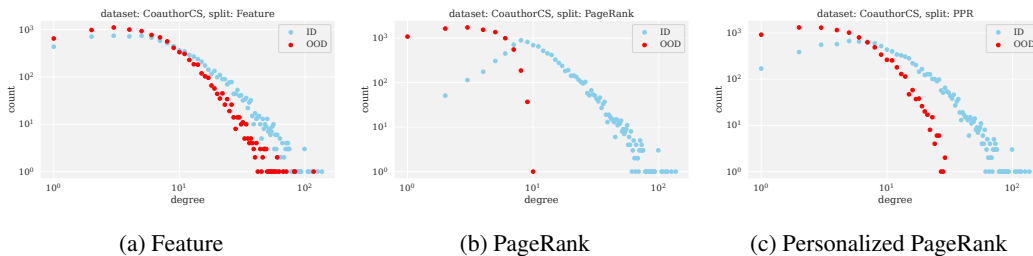 dataset: CoauthorCS, split: Feature
ID
OOD
10³
10²
10¹
10⁰
count
10⁰
10¹
10²
degree
(a) Feature
dataset: CoauthorCS, split: PageRank
ID
OOD
10³
10²
10¹
10⁰
count
10⁰
10¹
10²
degree
(b) PageRank
dataset: CoauthorCS, split: PPR
ID
OOD
10³
10²
10¹
10⁰
count
10⁰
10¹
10²
degree
(c) Personalized PageRank